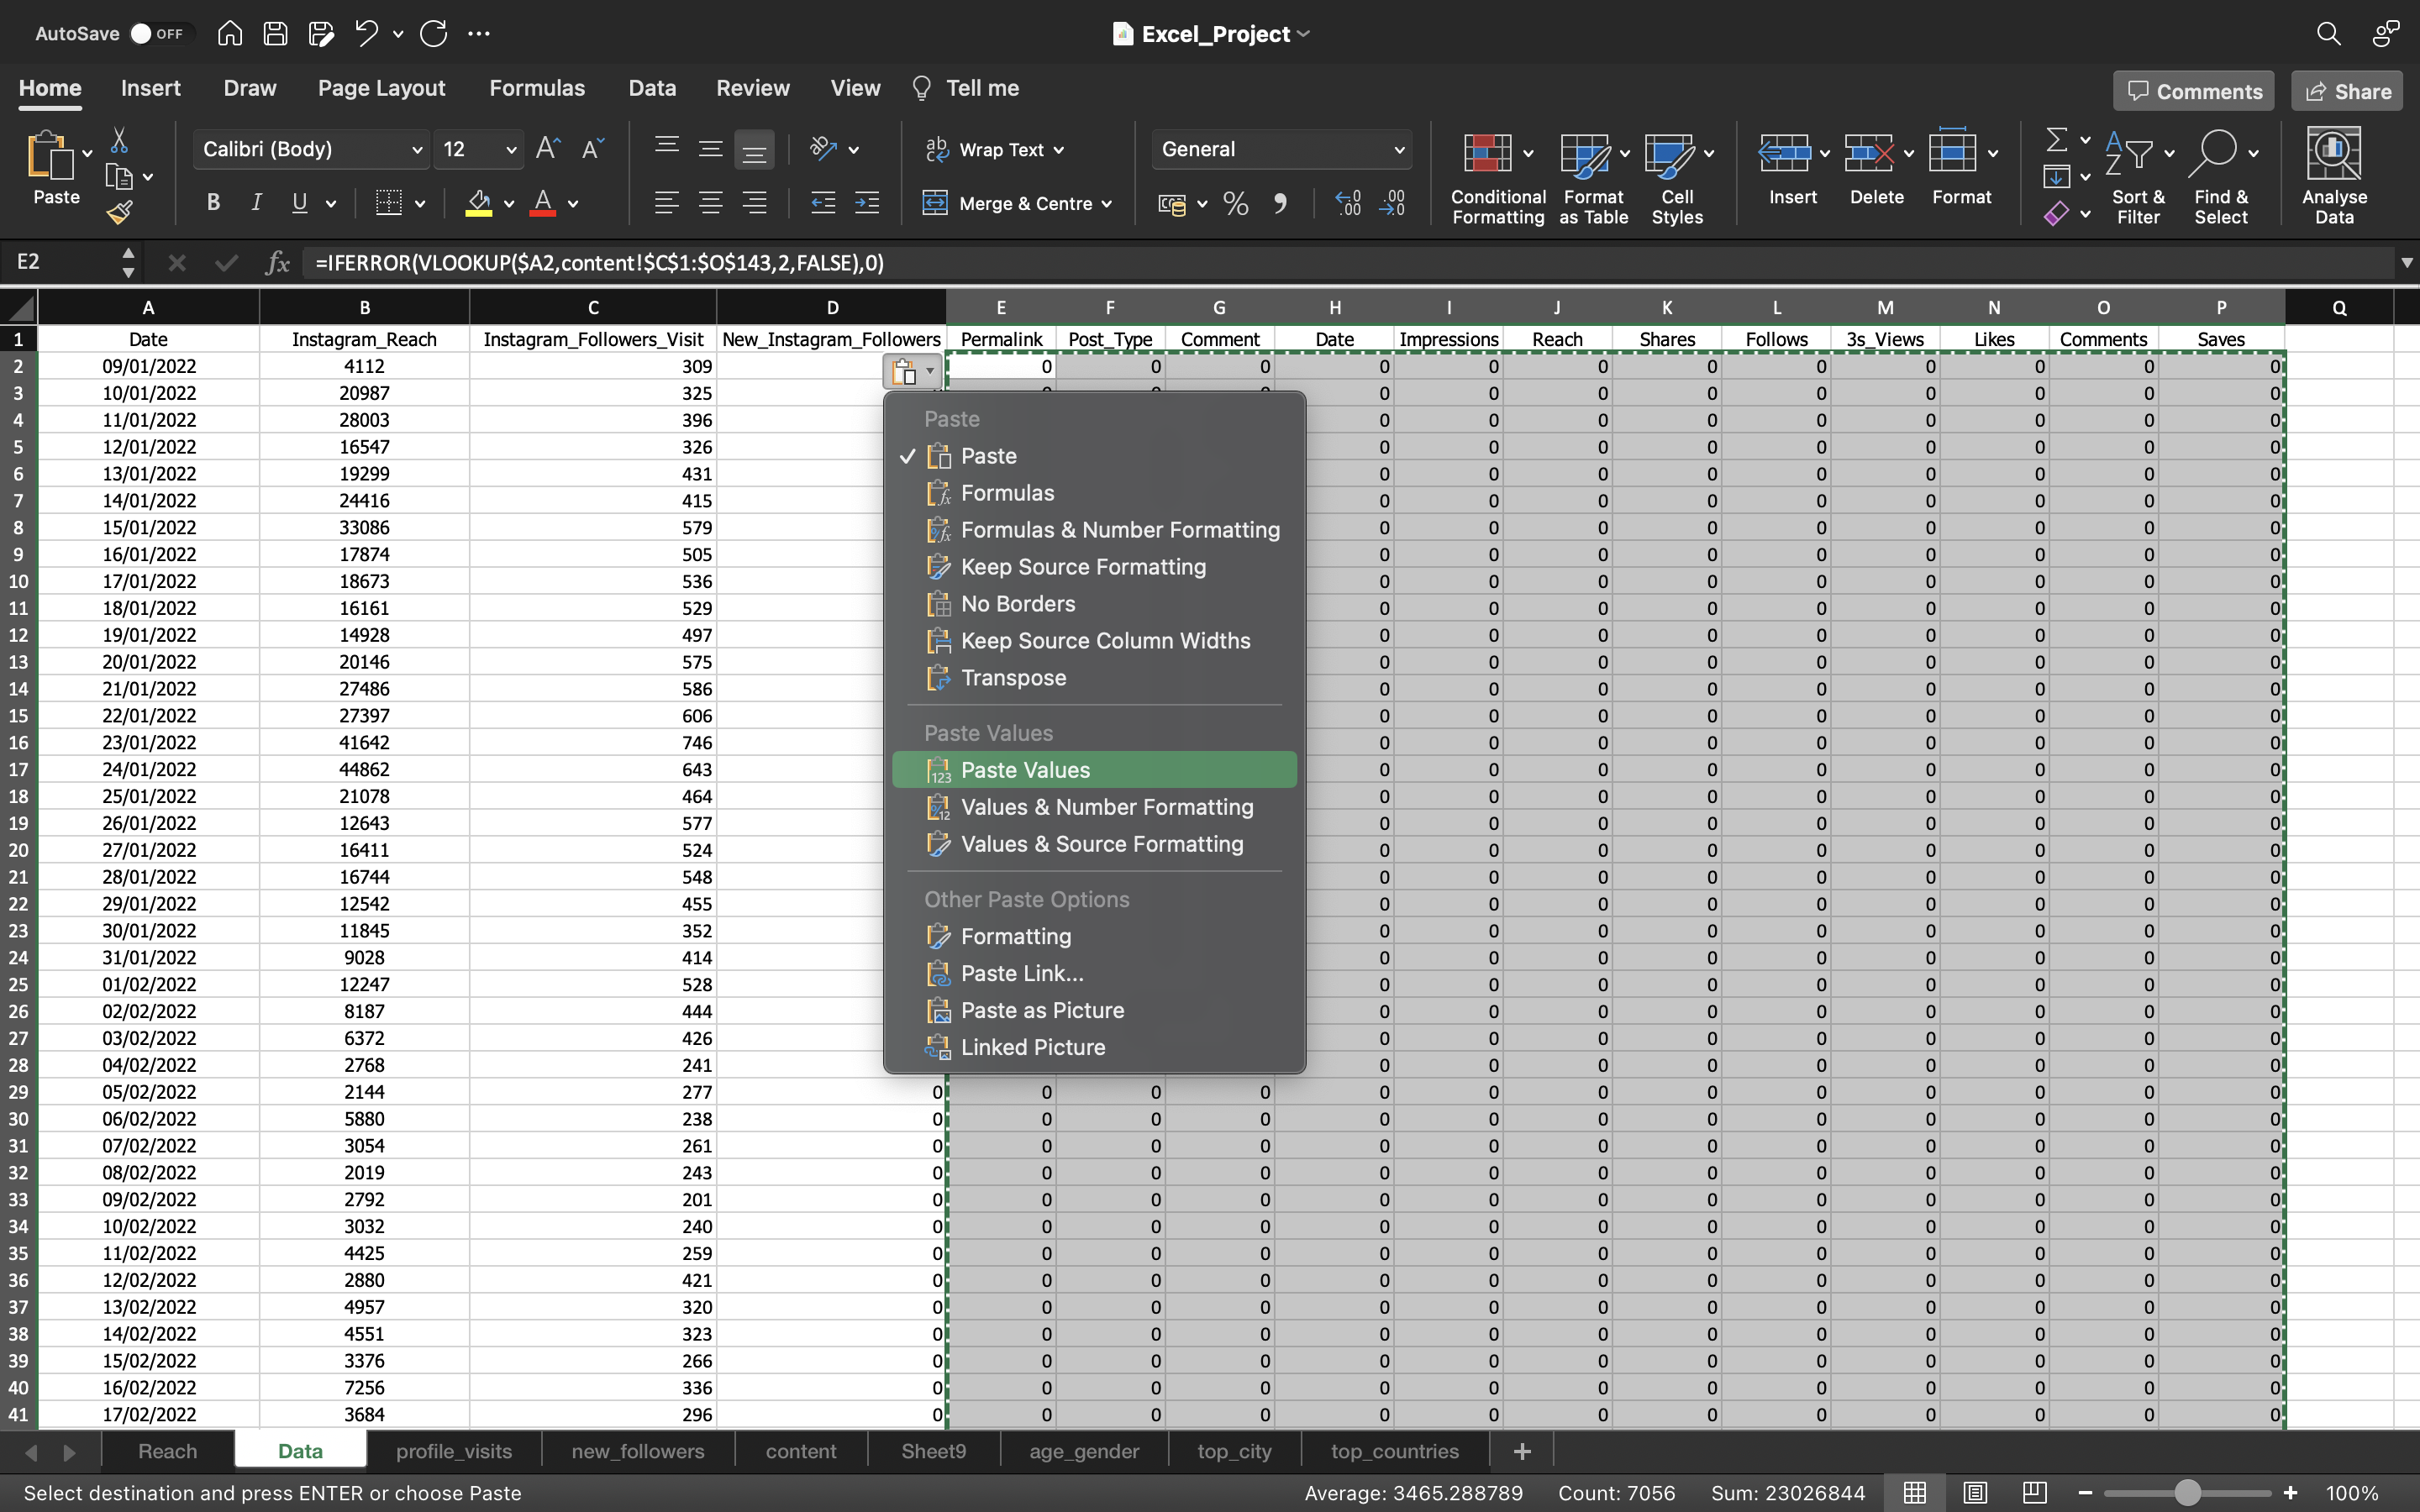 AutoSave OFF Excel_Project
Home Insert Draw Page Layout Formulas Data Review View Tell me Comments Share
Paste Calibri (Body) 12 Wrap Text General
B I U Merge & Centre % Conditional Formatting Format as Table Cell Styles Insert Delete Format Sort & Filter Find & Select Analyse Data
E2 fx =IFERROR(VLOOKUP($A2,content!$C$1:$O$143,2,FALSE),0)
A B C D E F G H I J K L M N O P Q
1 Date Instagram_Reach Instagram_Followers_Visit New_Instagram_Followers Permalink Post_Type Comment Date Impressions Reach Shares Follows 3s_Views Likes Comments Saves
2 09/01/2022 4112 309 0 0 0 0 0 0 0 0 0 0 0 0
3 10/01/2022 20987 325 0 0 0 0 0 0 0 0 0
4 11/01/2022 28003 396 0 0 0 0 0 0 0 0 0
5 12/01/2022 16547 326 0 0 0 0 0 0 0 0 0
6 13/01/2022 19299 431 0 0 0 0 0 0 0 0 0
7 14/01/2022 24416 415 0 0 0 0 0 0 0 0 0
8 15/01/2022 33086 579 0 0 0 0 0 0 0 0 0
9 16/01/2022 17874 505 0 0 0 0 0 0 0 0 0
10 17/01/2022 18673 536 0 0 0 0 0 0 0 0 0
11 18/01/2022 16161 529 0 0 0 0 0 0 0 0 0
12 19/01/2022 14928 497 0 0 0 0 0 0 0 0 0
13 20/01/2022 20146 575 0 0 0 0 0 0 0 0 0
14 21/01/2022 27486 586 0 0 0 0 0 0 0 0 0
15 22/01/2022 27397 606 0 0 0 0 0 0 0 0 0
16 23/01/2022 41642 746 0 0 0 0 0 0 0 0 0
17 24/01/2022 44862 643 0 0 0 0 0 0 0 0 0
18 25/01/2022 21078 464 0 0 0 0 0 0 0 0 0
19 26/01/2022 12643 577 0 0 0 0 0 0 0 0 0
20 27/01/2022 16411 524 0 0 0 0 0 0 0 0 0
21 28/01/2022 16744 548 0 0 0 0 0 0 0 0 0
22 29/01/2022 12542 455 0 0 0 0 0 0 0 0 0
23 30/01/2022 11845 352 0 0 0 0 0 0 0 0 0
24 31/01/2022 9028 414 0 0 0 0 0 0 0 0 0
25 01/02/2022 12247 528 0 0 0 0 0 0 0 0 0
26 02/02/2022 8187 444 0 0 0 0 0 0 0 0 0
27 03/02/2022 6372 426 0 0 0 0 0 0 0 0 0
28 04/02/2022 2768 241 0 0 0 0 0 0 0 0 0
29 05/02/2022 2144 277 0 0 0 0 0 0 0 0 0 0 0 0 0
30 06/02/2022 5880 238 0 0 0 0 0 0 0 0 0 0 0 0 0
31 07/02/2022 3054 261 0 0 0 0 0 0 0 0 0 0 0 0 0
32 08/02/2022 2019 243 0 0 0 0 0 0 0 0 0 0 0 0 0
33 09/02/2022 2792 201 0 0 0 0 0 0 0 0 0 0 0 0 0
34 10/02/2022 3032 240 0 0 0 0 0 0 0 0 0 0 0 0 0
35 11/02/2022 4425 259 0 0 0 0 0 0 0 0 0 0 0 0 0
36 12/02/2022 2880 421 0 0 0 0 0 0 0 0 0 0 0 0 0
37 13/02/2022 4957 320 0 0 0 0 0 0 0 0 0 0 0 0 0
38 14/02/2022 4551 323 0 0 0 0 0 0 0 0 0 0 0 0 0
39 15/02/2022 3376 266 0 0 0 0 0 0 0 0 0 0 0 0 0
40 16/02/2022 7256 336 0 0 0 0 0 0 0 0 0 0 0 0 0
41 17/02/2022 3684 296 0 0 0 0 0 0 0 0 0 0 0 0 0
Paste
✓ Paste
Formulas
Formulas & Number Formatting
Keep Source Formatting
No Borders
Keep Source Column Widths
Transpose
Paste Values
Paste Values
Values & Number Formatting
Values & Source Formatting
Other Paste Options
Formatting
Paste Link...
Paste as Picture
Linked Picture
Reach Data profile_visits new_followers content Sheet9 age_gender top_city top_countries +
Select destination and press ENTER or choose Paste Average: 3465.288789 Count: 7056 Sum: 23026844 − + 100%